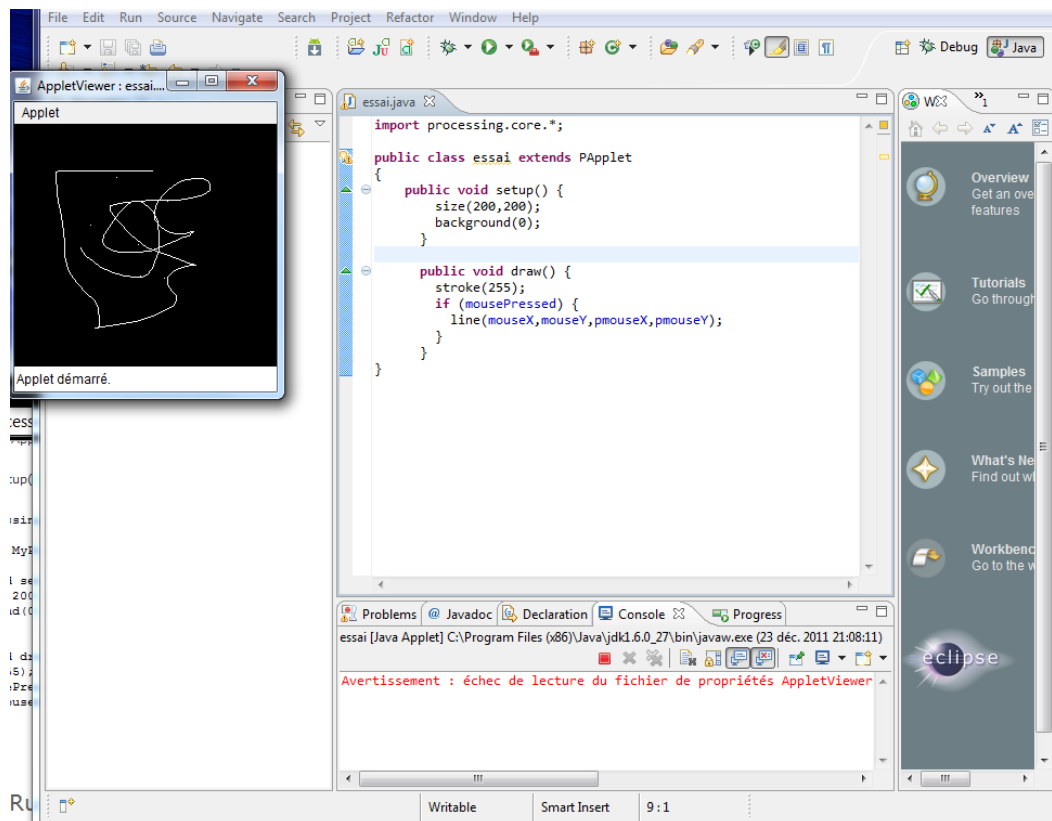 File Edit Run Source Navigate Search Project Refactor Window Help
Debug Java
AppletViewer : essai....
Applet
Applet démarré.
essai.java
import processing.core.*;
public class essai extends PApplet
{
public void setup() {
size(200,200);
background(0);
}
public void draw() {
stroke(255);
if (mousePressed) {
line(mouseX,mouseY,pmouseX,pmouseY);
}
}
}
W
»1
Overview
Get an ove
features
Tutorials
Go through
Samples
Try out the
What's Ne
Find out wh
Workbenc
Go to the w
eclipse
Problems @ Javadoc Declaration Console Progress
essai [Java Applet] C:\Program Files (x86)\Java\jdk1.6.0_27\bin\javaw.exe (23 déc. 2011 21:08:11)
Avertissement : échec de lecture du fichier de propriétés AppletViewer
Writable Smart Insert 9 : 1